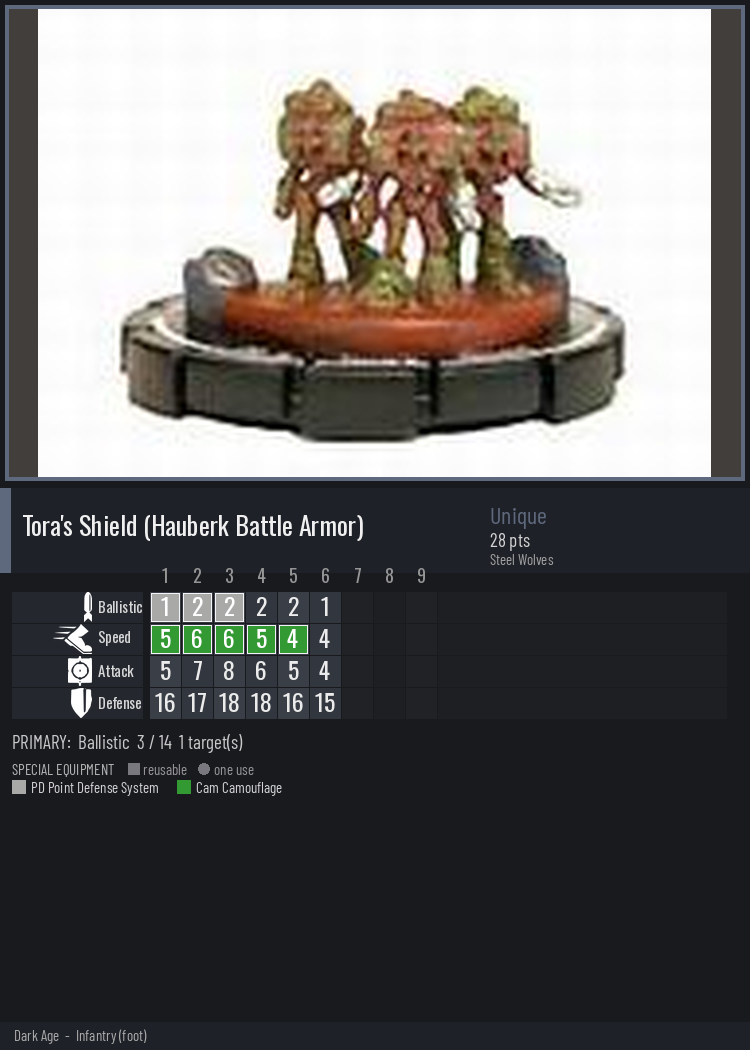 Tora's Shield (Hauberk Battle Armor)
Unique
28 pts
Steel Wolves
1 2 3 4 5 6 7 8 9
Ballistic 1 2 2 2 2 1
Speed 5 6 6 5 4 4
Attack 5 7 8 6 5 4
Defense 16 17 18 18 16 15
PRIMARY: Ballistic 3 / 14 1 target(s)
SPECIAL EQUIPMENT reusable one use
PD Point Defense System Cam Camouflage
Dark Age - Infantry (foot)